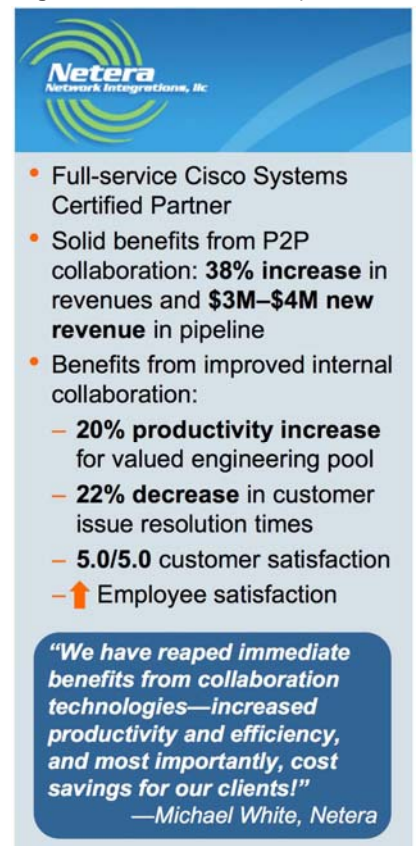 Netera
Network Integrations, llc
• Full-service Cisco Systems
Certified Partner
• Solid benefits from P2P
collaboration: 38% increase in
revenues and $3M–$4M new
revenue in pipeline
• Benefits from improved internal
collaboration:
– 20% productivity increase
for valued engineering pool
– 22% decrease in customer
issue resolution times
– 5.0/5.0 customer satisfaction
–⬆ Employee satisfaction
“We have reaped immediate
benefits from collaboration
technologies—increased
productivity and efficiency,
and most importantly, cost
savings for our clients!”
—Michael White, Netera